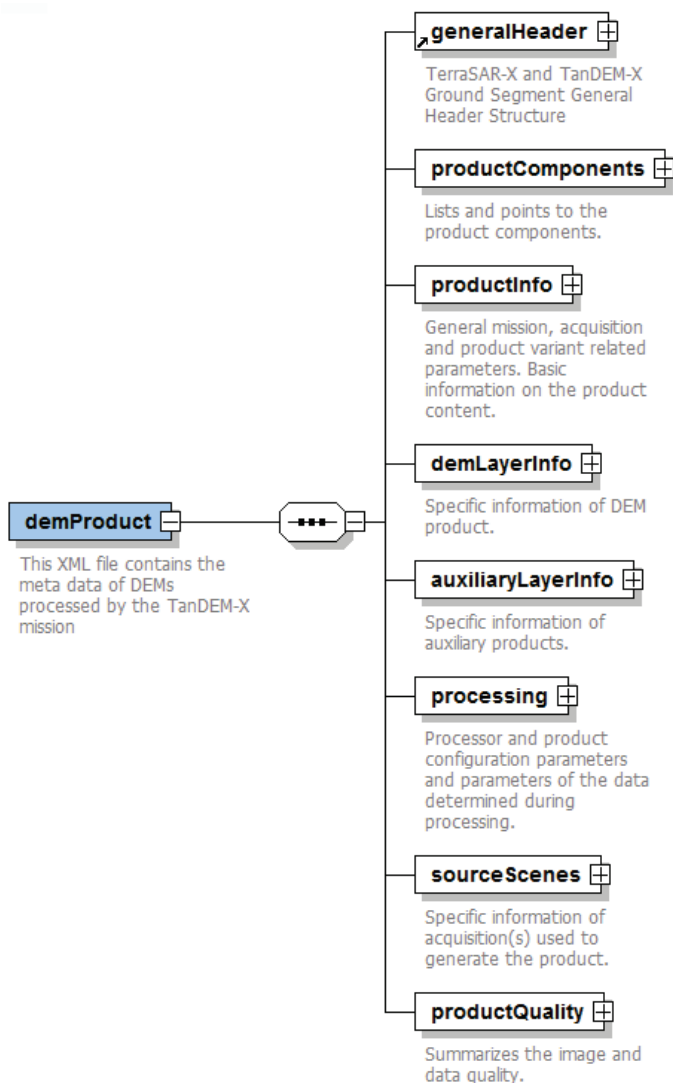 generalHeader
TerraSAR-X and TanDEM-X
Ground Segment General
Header Structure
productComponents
Lists and points to the
product components.
productInfo
General mission, acquisition
and product variant related
parameters. Basic
information on the product
content.
demLayerInfo
Specific information of DEM
product.
demProduct
This XML file contains the
meta data of DEMs
processed by the TanDEM-X
mission
auxiliaryLayerInfo
Specific information of
auxiliary products.
processing
Processor and product
configuration parameters
and parameters of the data
determined during
processing.
sourceScenes
Specific information of
acquisition(s) used to
generate the product.
productQuality
Summarizes the image and
data quality.